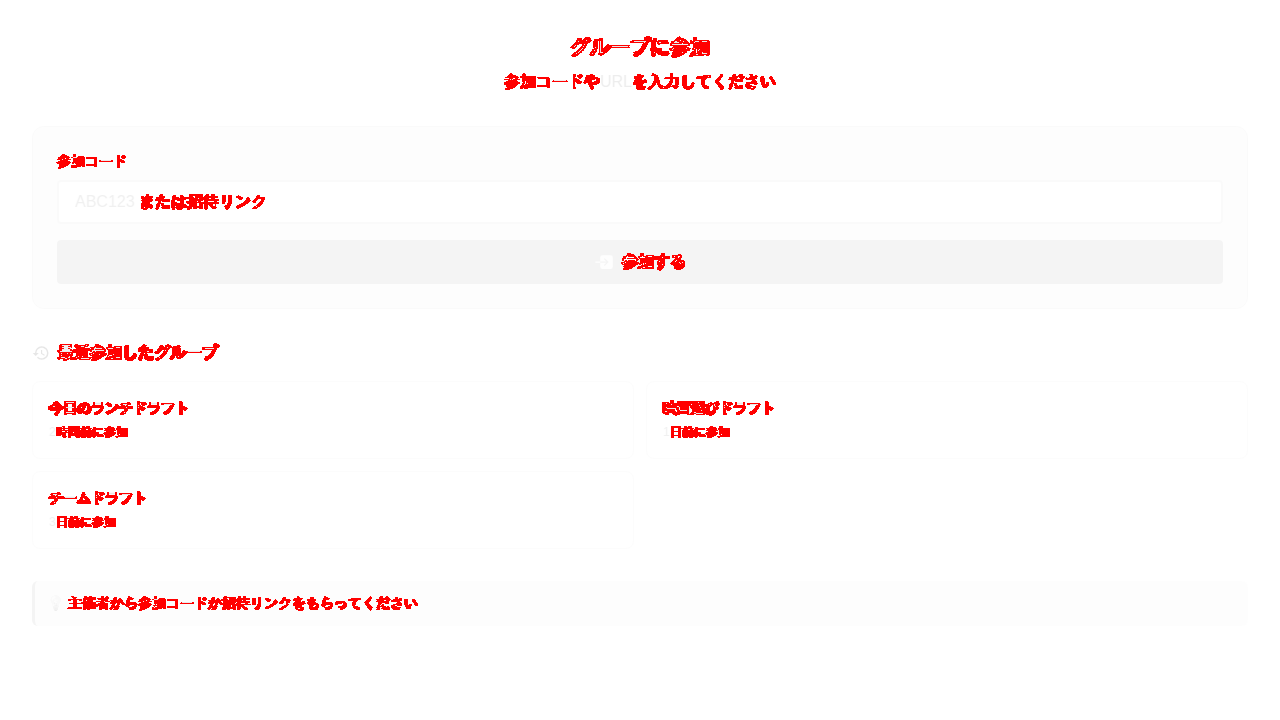 グループに参加
参加コードやURLを入力してください
参加コード
ABC123 または招待リンク
参加する
最近参加したグループ
今日のランチドラフト
時間前に参加
映画選びドラフト
1日前に参加
チームドラフト
日前に参加
主催者から参加コードか招待リンクをもらってください